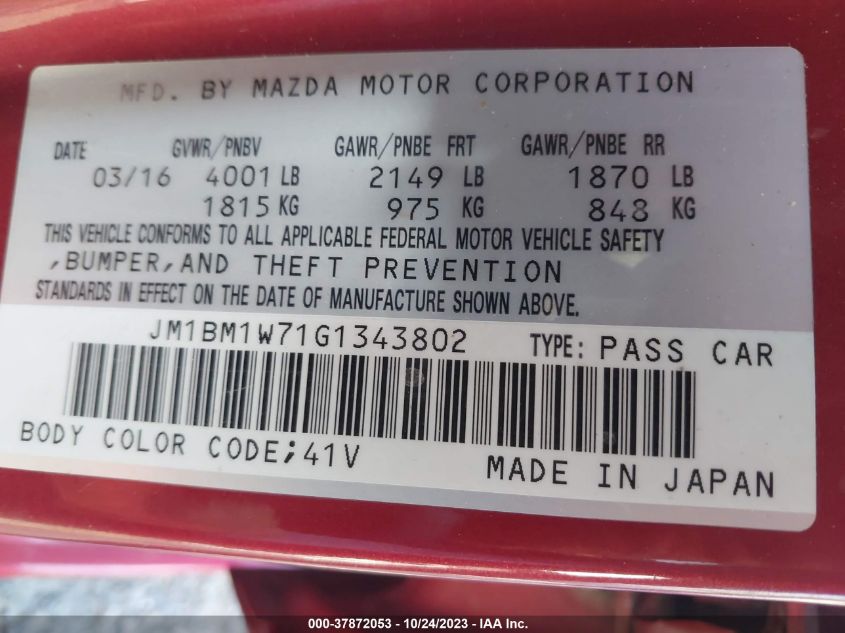 MFD. BY MAZDA MOTOR CORPORATION
DATE GVWR/PNBV GAWR/PNBE FRT GAWR/PNBE RR
03/16 4001 LB 2149 LB 1870 LB
1815 KG 975 KG 848 KG
THIS VEHICLE CONFORMS TO ALL APPLICABLE FEDERAL MOTOR VEHICLE SAFETY
,BUMPER,AND THEFT PREVENTION
STANDARDS IN EFFECT ON THE DATE OF MANUFACTURE SHOWN ABOVE.
JM1BM1W71G1343802 TYPE: PASS CAR
BODY COLOR CODE;41V
MADE IN JAPAN
000-37872053 - 10/24/2023 - IAA Inc.